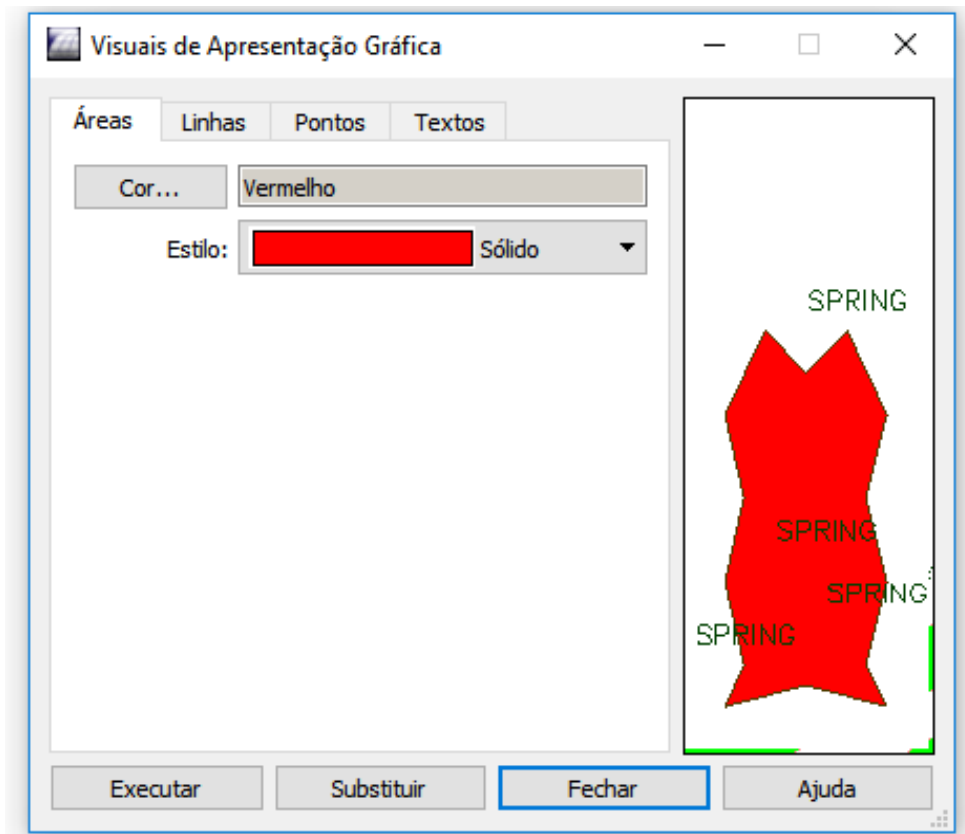 Visuais de Apresentação Gráfica
Áreas Linhas Pontos Textos
Cor... Vermelho
Estilo: Sólido
SPRING
SPRING
SPRING
SPRING
Executar Substituir Fechar Ajuda